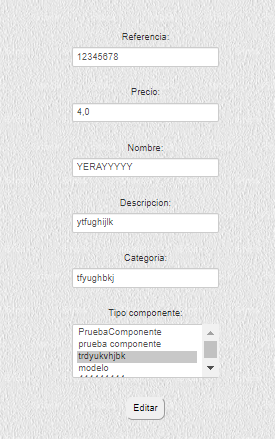 Referencia:
12345678
Precio:
4,0
Nombre:
YERAYYYYY
Descripcion:
ytfughijlk
Categoria:
tfyughbkj
Tipo componente:
PruebaComponente
prueba componente
trdyukvhjbk
modelo
Editar